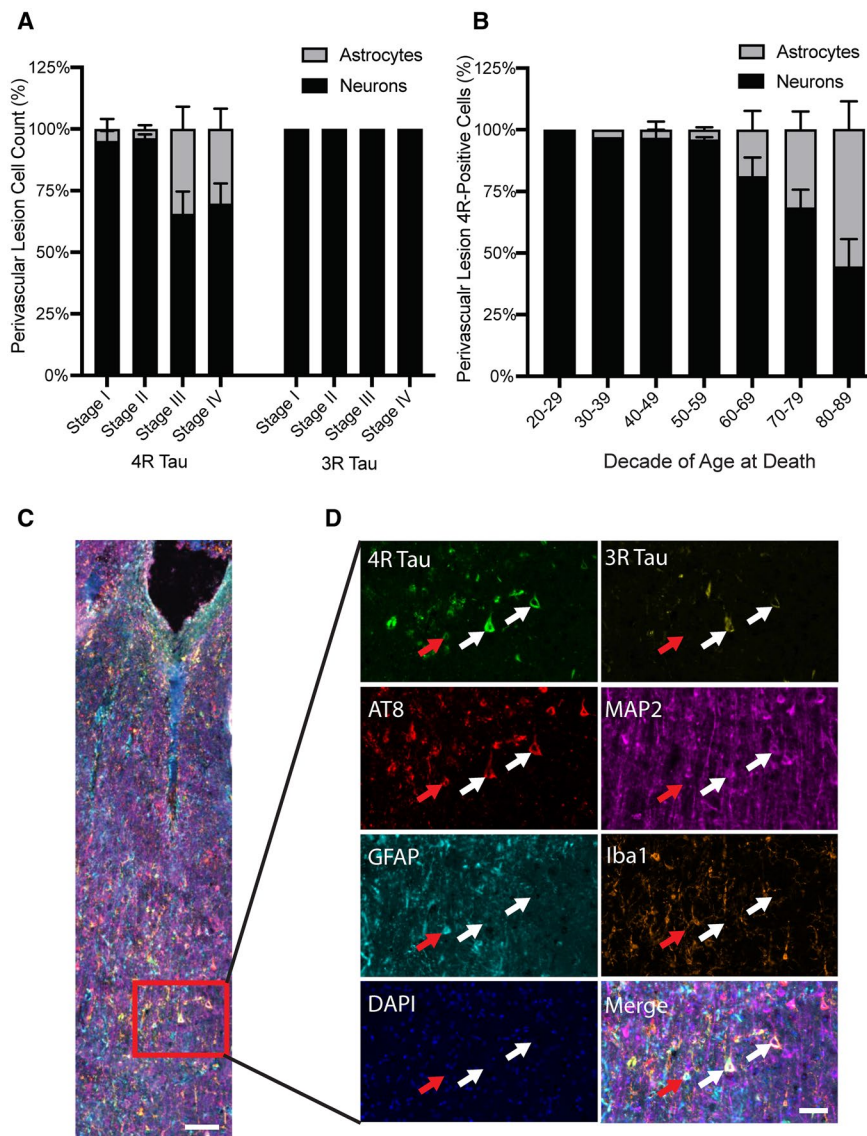 A
Astrocytes
Neurons
Perivascular Lesion Cell Count (%)
125%
100%
75%
50%
25%
0%
Stage I
Stage II
Stage III
Stage IV
Stage I
Stage II
Stage III
Stage IV
4R Tau
3R Tau
B
Astrocytes
Neurons
Perivascualr Lesion 4R-Positive Cells (%)
125%
100%
75%
50%
25%
0%
20-29
30-39
40-49
50-59
60-69
70-79
80-89
Decade of Age at Death
C
D
4R Tau
3R Tau
AT8
MAP2
GFAP
Iba1
DAPI
Merge